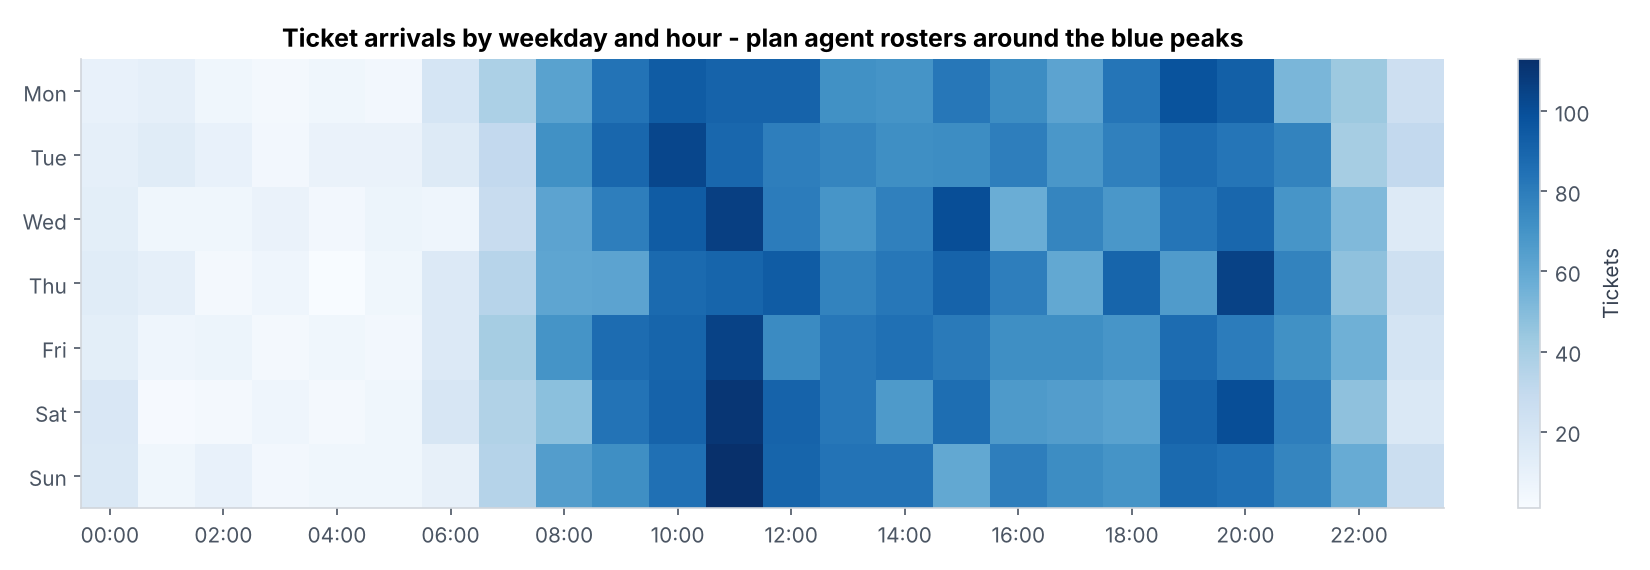 Ticket arrivals by weekday and hour - plan agent rosters around the blue peaks
Mon
Tue
Wed
Thu
Fri
Sat
Sun
00:00 02:00 04:00 06:00 08:00 10:00 12:00 14:00 16:00 18:00 20:00 22:00
100
80
60
40
20
Tickets